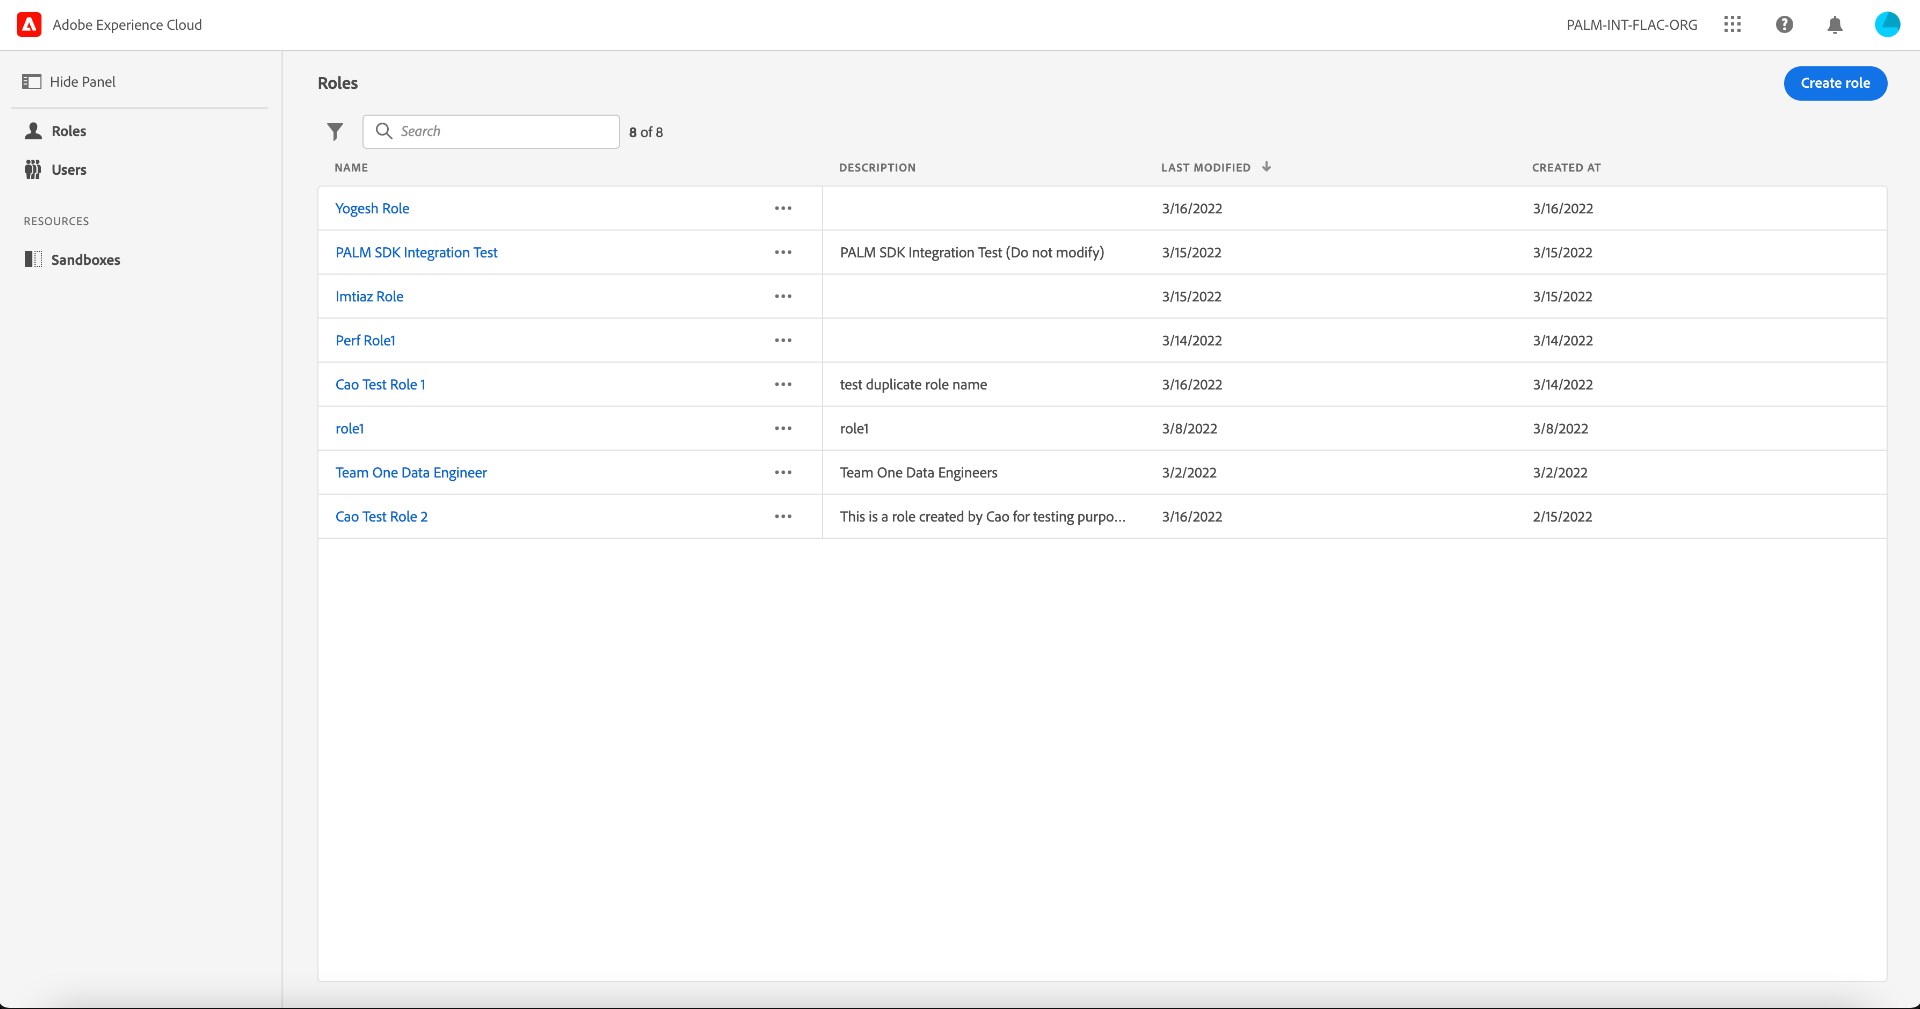 Adobe Experience Cloud
PALM-INT-FLAC-ORG
Hide Panel
Roles
Users
RESOURCES
Sandboxes
Roles
Create role
Search
8 of 8
NAME DESCRIPTION LAST MODIFIED CREATED AT
Yogesh Role 3/16/2022 3/16/2022
PALM SDK Integration Test PALM SDK Integration Test (Do not modify) 3/15/2022 3/15/2022
Imtiaz Role 3/15/2022 3/15/2022
Perf Role1 3/14/2022 3/14/2022
Cao Test Role 1 test duplicate role name 3/16/2022 3/14/2022
role1 role1 3/8/2022 3/8/2022
Team One Data Engineer Team One Data Engineers 3/2/2022 3/2/2022
Cao Test Role 2 This is a role created by Cao for testing purpo... 3/16/2022 2/15/2022